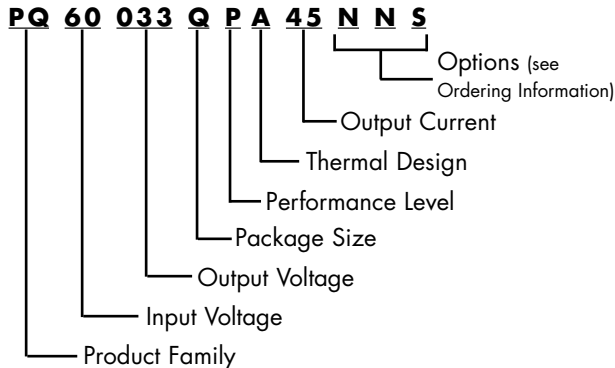 PQ 60 033 Q P A 45 N N S
Options (see
Ordering Information)
Output Current
Thermal Design
Performance Level
Package Size
Output Voltage
Input Voltage
Product Family